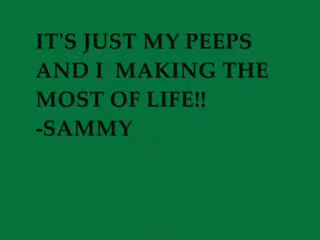 IT'S JUST MY PEEPS
AND I  MAKING THE
MOST OF LIFE!!
-SAMMY